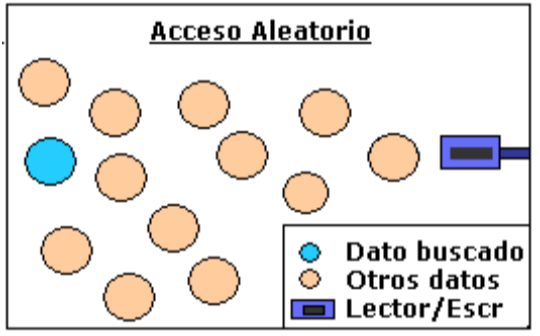 Acceso Aleatorio
Dato buscado
Otros datos
Lector/Escr